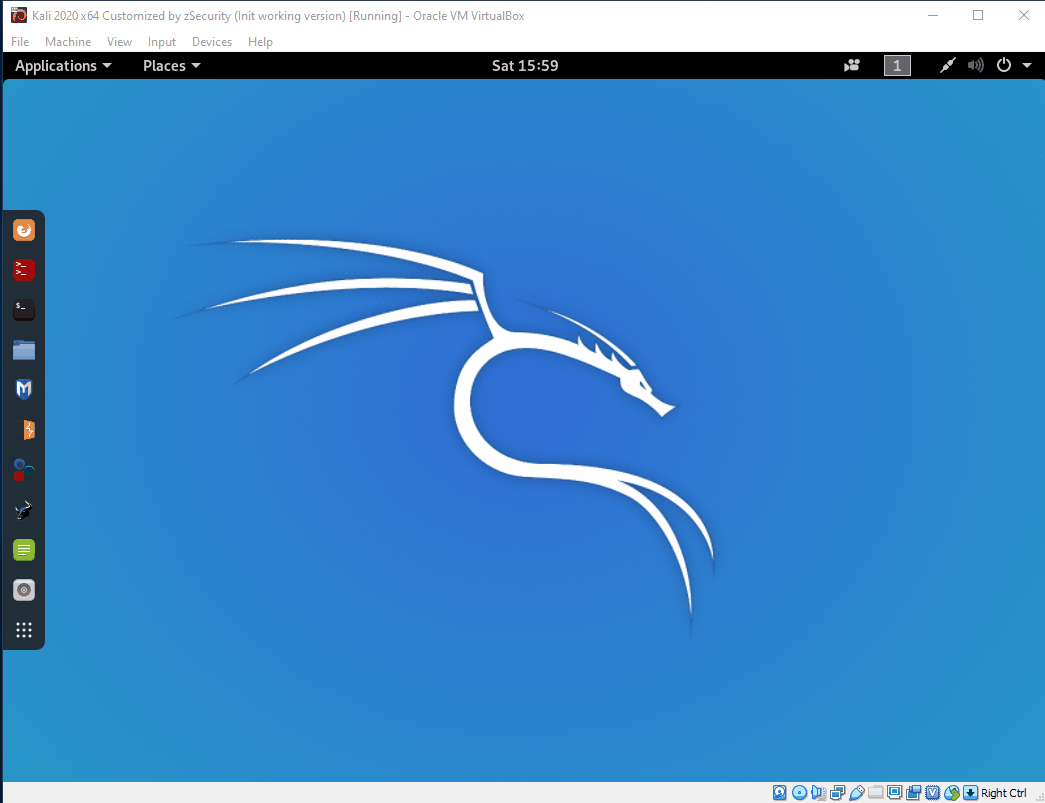 Kali 2020 x64 Customized by zSecurity (Init working version) [Running] - Oracle VM VirtualBox
File Machine View Input Devices Help
Applications Places Sat 15:59 1
Right Ctrl